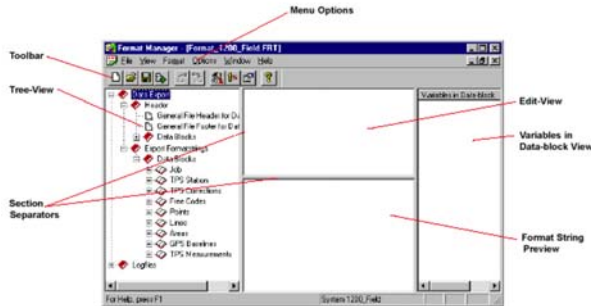 Menu Options
Toolbar
Tree-View
Section
Separators
Edit-View
Variables in
Data-block View
Format String
Preview
Format Manager - [Format_1200_Field FRT]
File View Format Options Window Help
Data Export
Header
General File Header for Da
General File Footer for Dat
Data Blocks
Export Formatstrings
Data Blocks
Job
TPS Station
TPS Corrections
Free Codes
Points
Lines
Areas
GPS Baselines
TPS Measurements
Logfiles
Variables in Data-block
For Help, press F1
System 1200_Field